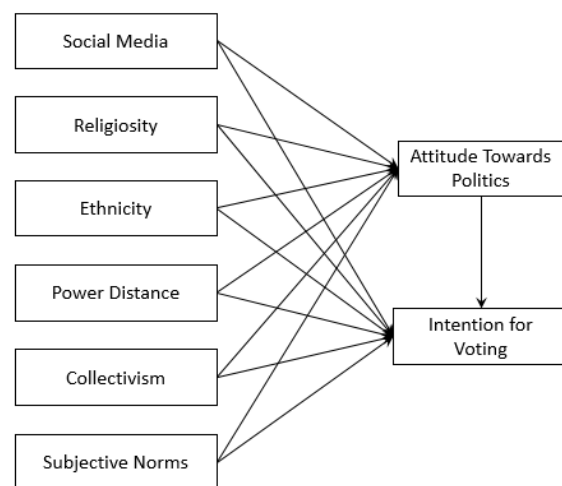 Social Media
Religiosity
Ethnicity
Power Distance
Collectivism
Subjective Norms
Attitude Towards
Politics
Intention for
Voting